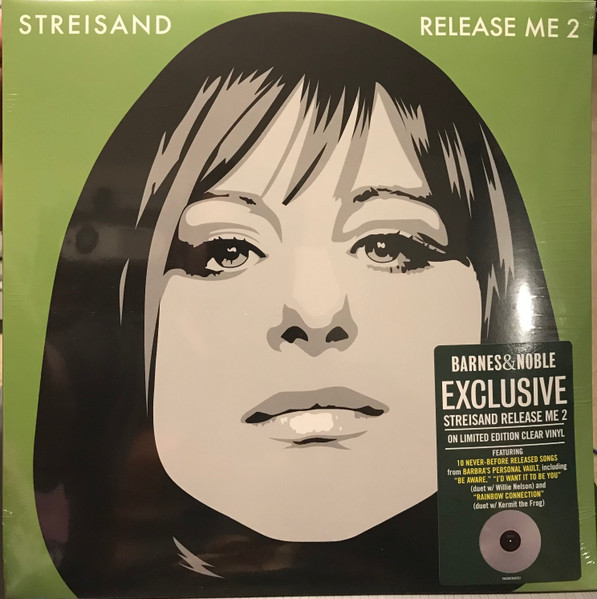 STREISAND
RELEASE ME 2
BARNES&NOBLE
EXCLUSIVE
STREISAND RELEASE ME 2
ON LIMITED EDITION CLEAR VINYL
FEATURING
10 NEVER-BEFORE RELEASED SONGS
from BARBRA'S PERSONAL VAULT, including
"BE AWARE," "I'D WANT IT TO BE YOU"
(duet w/ Willie Nelson) and
"RAINBOW CONNECTION"
(duet w/ Kermit the Frog)